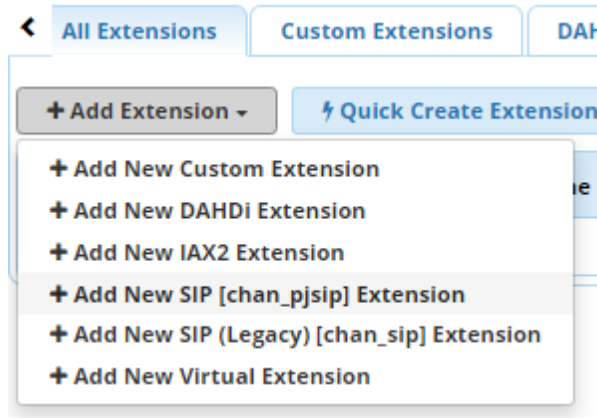 All Extensions Custom Extensions
+ Add Extension Quick Create Extension
+ Add New Custom Extension
+ Add New DAHDi Extension
+ Add New IAX2 Extension
+ Add New SIP [chan_pjsip] Extension
+ Add New SIP (Legacy) [chan_sip] Extension
+ Add New Virtual Extension